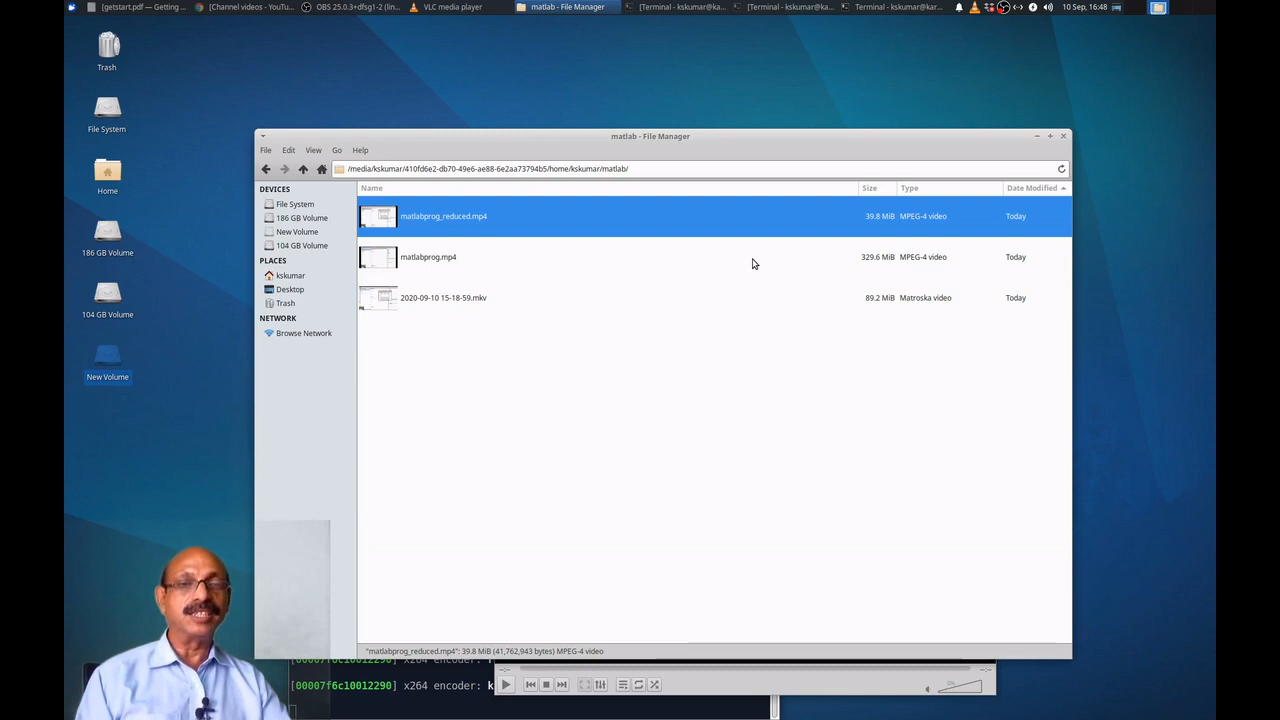 [getstart.pdf — Getting ...
[Channel videos - YouTu...
OBS 25.0.3+dfsg1-2 (lin...
VLC media player
matlab - File Manager
[Terminal - kskumar@ka...
[Terminal - kskumar@ka...
Terminal - kskumar@kar...
10 Sep, 16:48
Trash
File System
Home
186 GB Volume
104 GB Volume
New Volume
matlab - File Manager
File Edit View Go Help
/media/kskumar/410fd6e2-db70-49e6-ae88-6e2aa73794b5/home/kskumar/matlab/
DEVICES
File System
186 GB Volume
New Volume
104 GB Volume
PLACES
kskumar
Desktop
Trash
NETWORK
Browse Network
Name Size Type Date Modified
matlabprog_reduced.mp4 39.8 MiB MPEG-4 video Today
matlabprog.mp4 329.6 MiB MPEG-4 video Today
2020-09-10 15-18-59.mkv 89.2 MiB Matroska video Today
"matlabprog_reduced.mp4": 39.8 MiB (41,762,943 bytes) MPEG-4 video
[00007f6c10012290] x264 encoder:
[00007f6c10012290] x264 encoder: k
0%